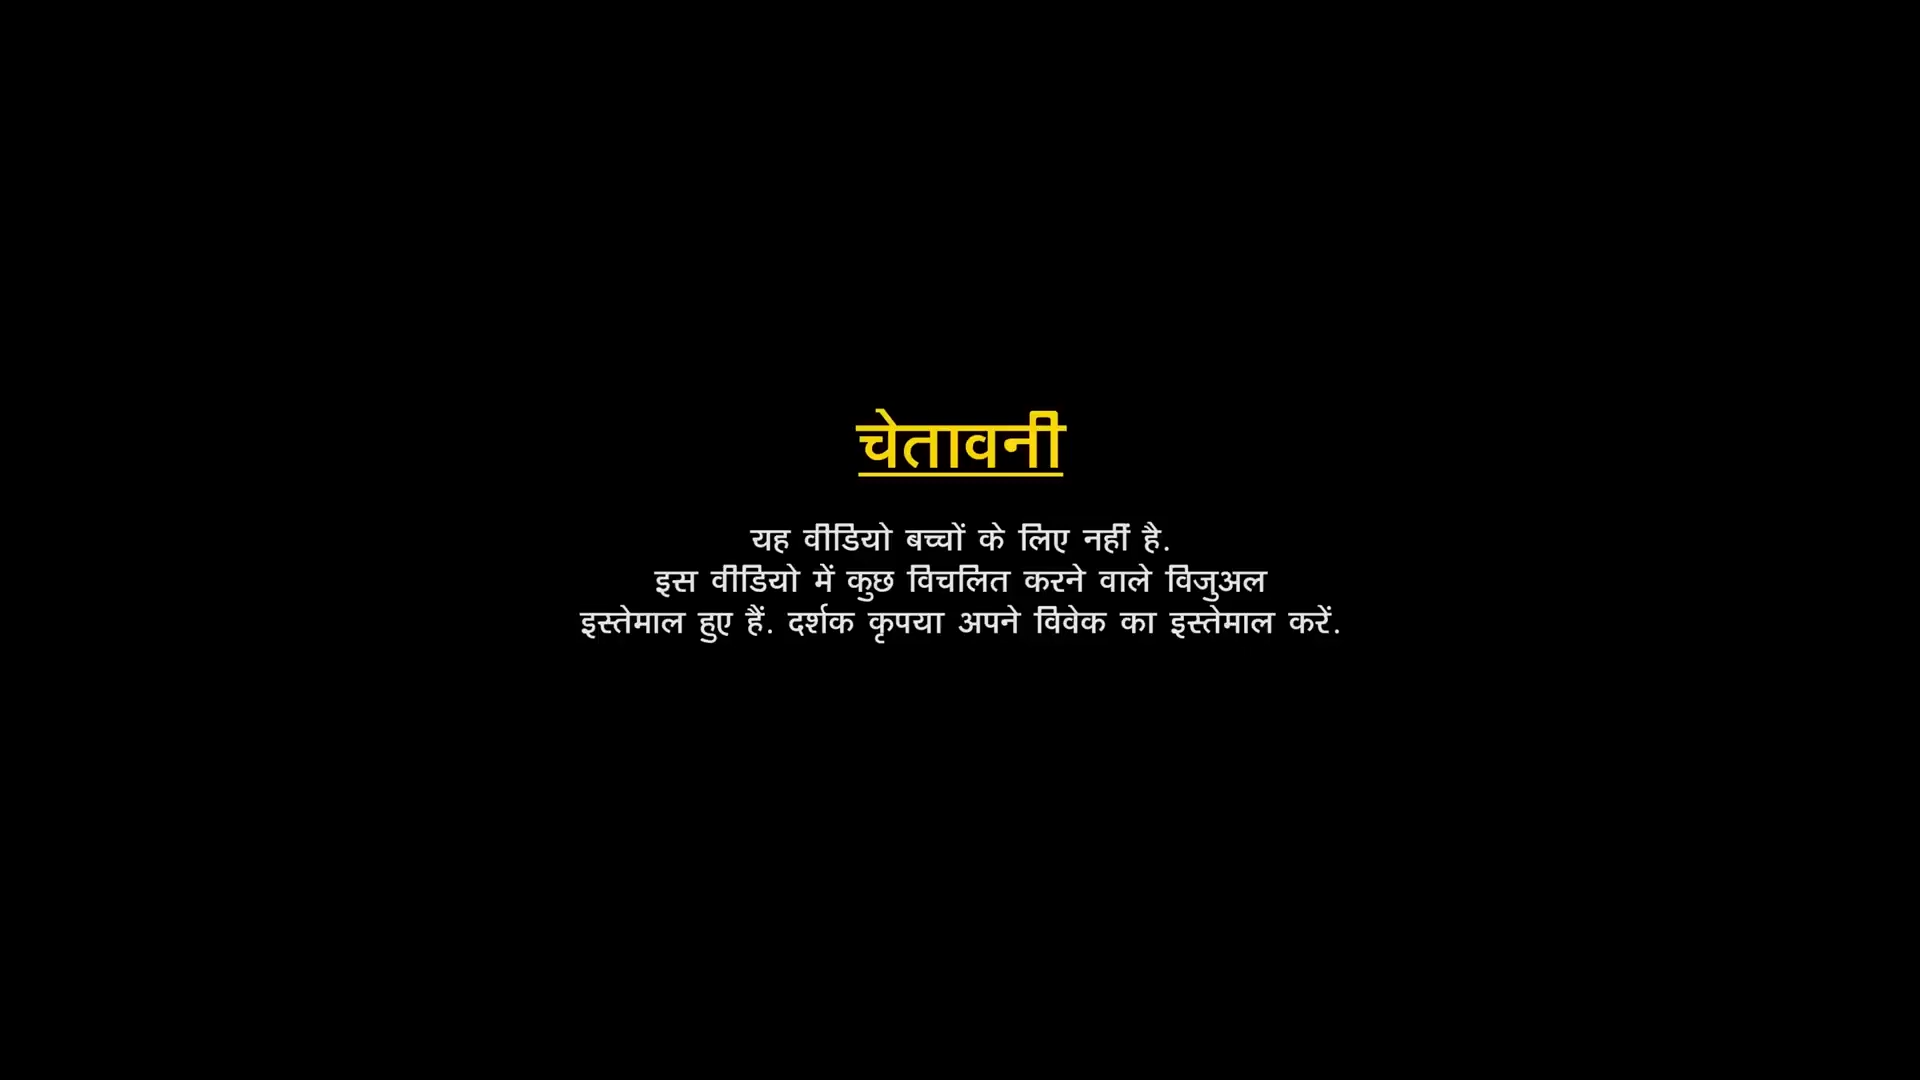 चेतावनी
यह वीडियो बच्चों के लिए नहीं है.
इस वीडियो में कुछ विचलित करने वाले विजुअल
इस्तेमाल हुए हैं. दर्शक कृपया अपने विवेक का इस्तेमाल करें.